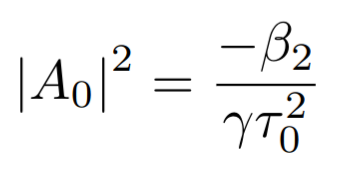 |A₀|² = −β₂ / γτ₀²